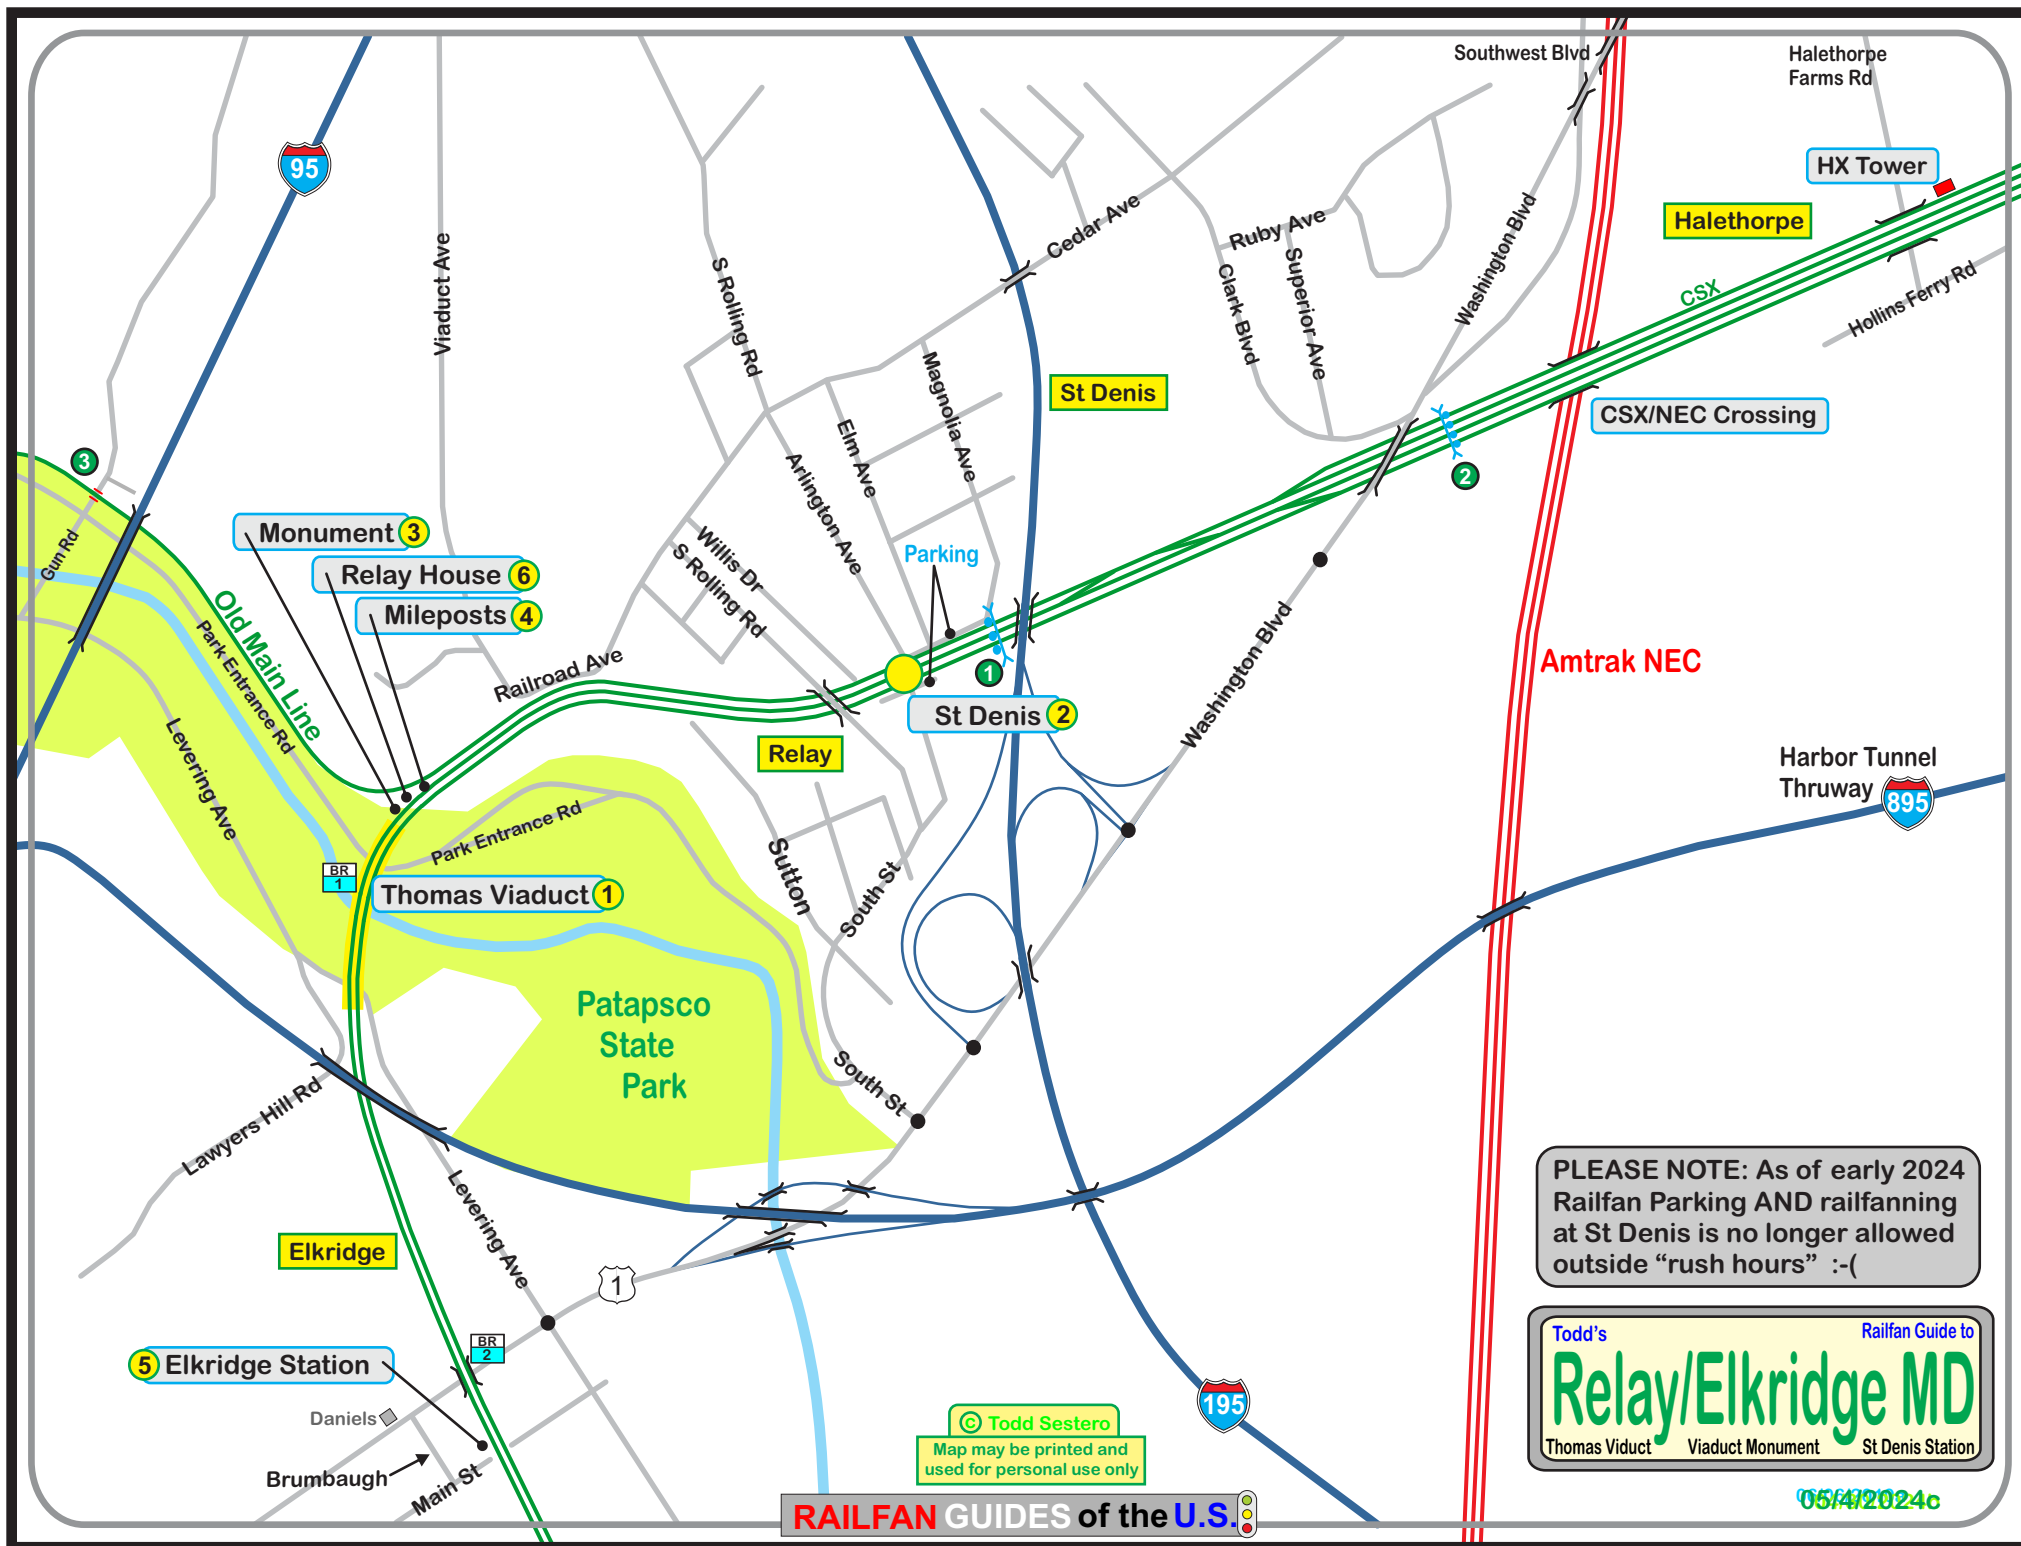 Southwest Blvd
Halethorpe
Farms Rd
95
HX Tower
Halethorpe
Viaduct Ave
S Rolling Rd
Cedar Ave
Ruby Ave
Clark Blvd
Superior Ave
Washington Blvd
CSX
Hollins Ferry Rd
Magnolia Ave
St Denis
CSX/NEC Crossing
Elm Ave
Arlington Ave
3
2
Gun Rd
Monument 3
Relay House 6
Mileposts 4
Willis Dr
S Rolling Rd
Parking
Old Main Line
Park Entrance Rd
Railroad Ave
1
St Denis 2
Washington Blvd
Amtrak NEC
Relay
Levering Ave
Park Entrance Rd
Harbor Tunnel
Thruway
895
BR
1
Thomas Viaduct 1
Sutton
South St
Patapsco
State
Park
South St
Lawyers Hill Rd
Levering Ave
Elkridge
1
BR
2
5 Elkridge Station
Daniels
Brumbaugh
Main St
195
PLEASE NOTE: As of early 2024
Railfan Parking AND railfanning
at St Denis is no longer allowed
outside “rush hours” :-(
Todd's Railfan Guide to
Relay/Elkridge MD
Thomas Viduct Viaduct Monument St Denis Station
© Todd Sestero
Map may be printed and
used for personal use only
RAILFAN GUIDES of the U.S.
05/4/2024c